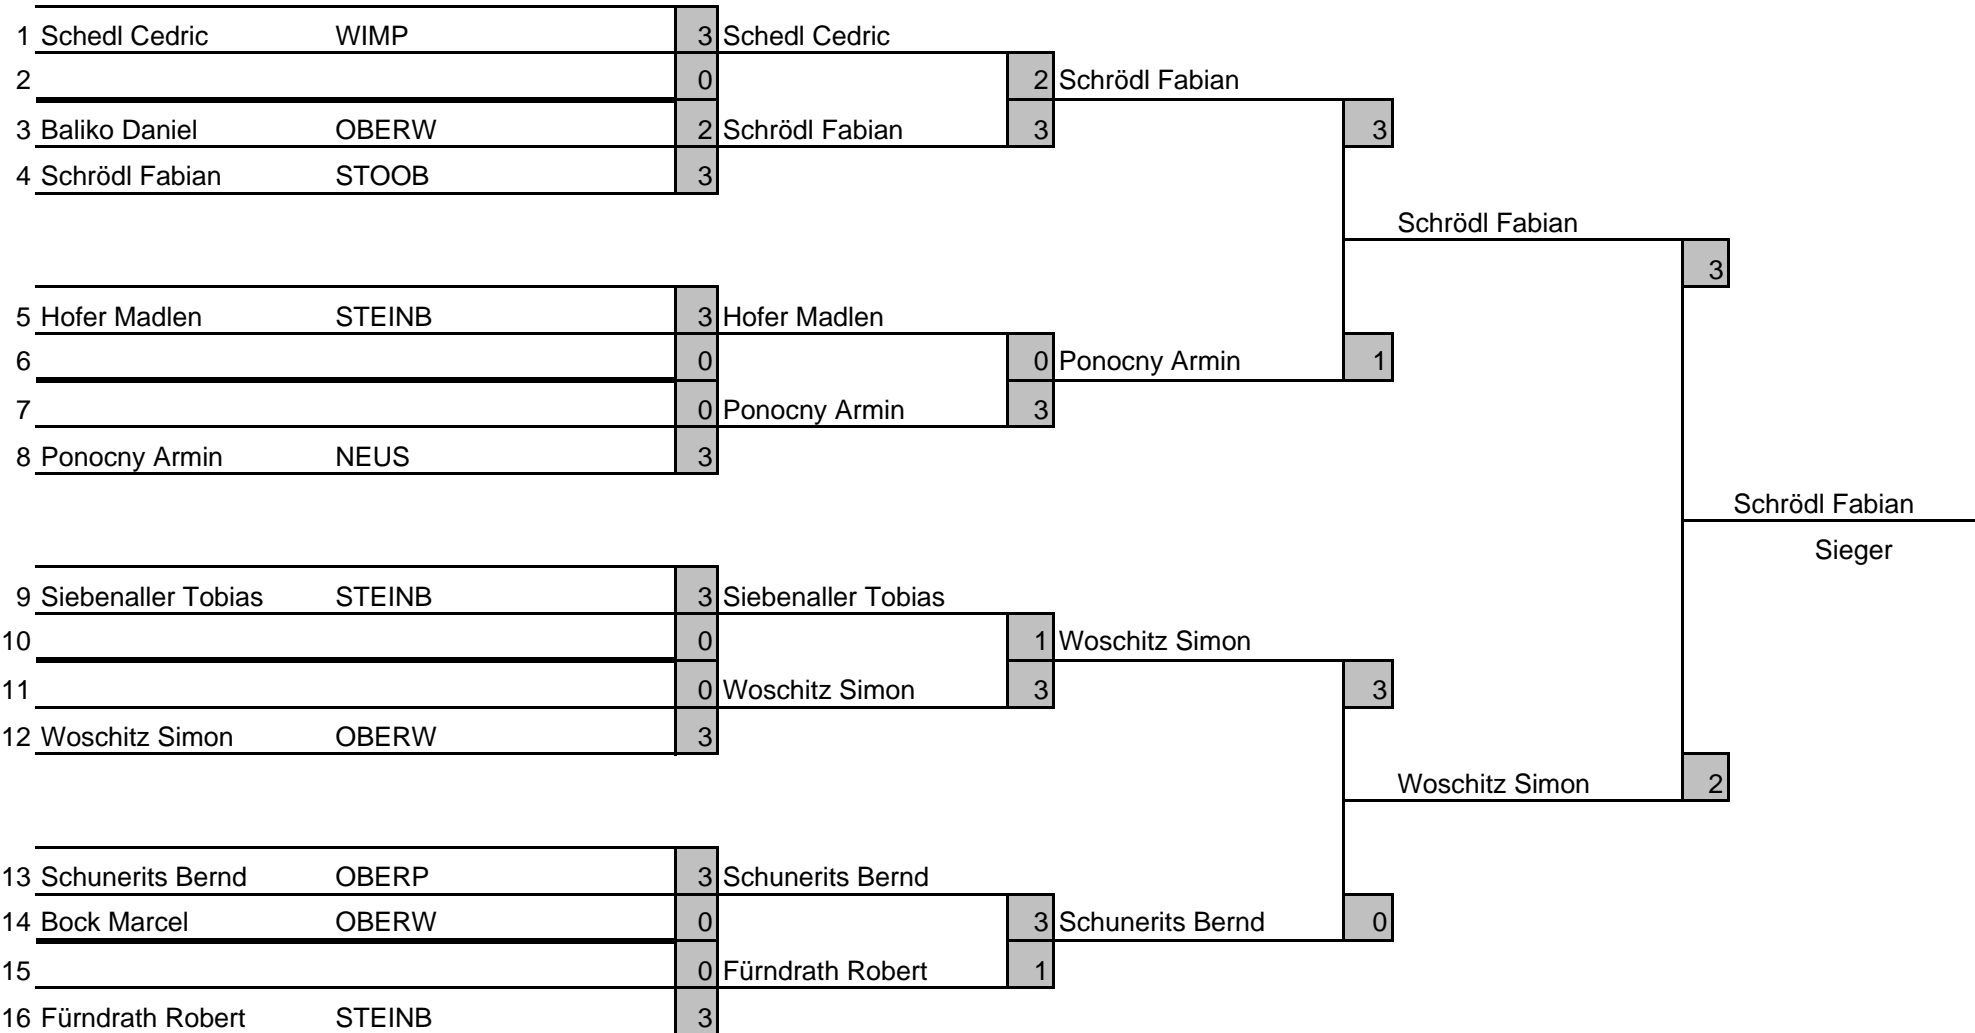 1 Schedl Cedric WIMP 3 Schedl Cedric
2 0 2 Schrödl Fabian
3 Baliko Daniel OBERW 2 Schrödl Fabian 3 3
4 Schrödl Fabian STOOB 3
Schrödl Fabian
3
5 Hofer Madlen STEINB 3 Hofer Madlen
6 0 0 Ponocny Armin 1
7 0 Ponocny Armin 3
8 Ponocny Armin NEUS 3
Schrödl Fabian
Sieger
9 Siebenaller Tobias STEINB 3 Siebenaller Tobias
10 0 1 Woschitz Simon
11 0 Woschitz Simon 3 3
12 Woschitz Simon OBERW 3
Woschitz Simon 2
13 Schunerits Bernd OBERP 3 Schunerits Bernd
14 Bock Marcel OBERW 0 3 Schunerits Bernd 0
15 0 Fürndrath Robert 1
16 Fürndrath Robert STEINB 3